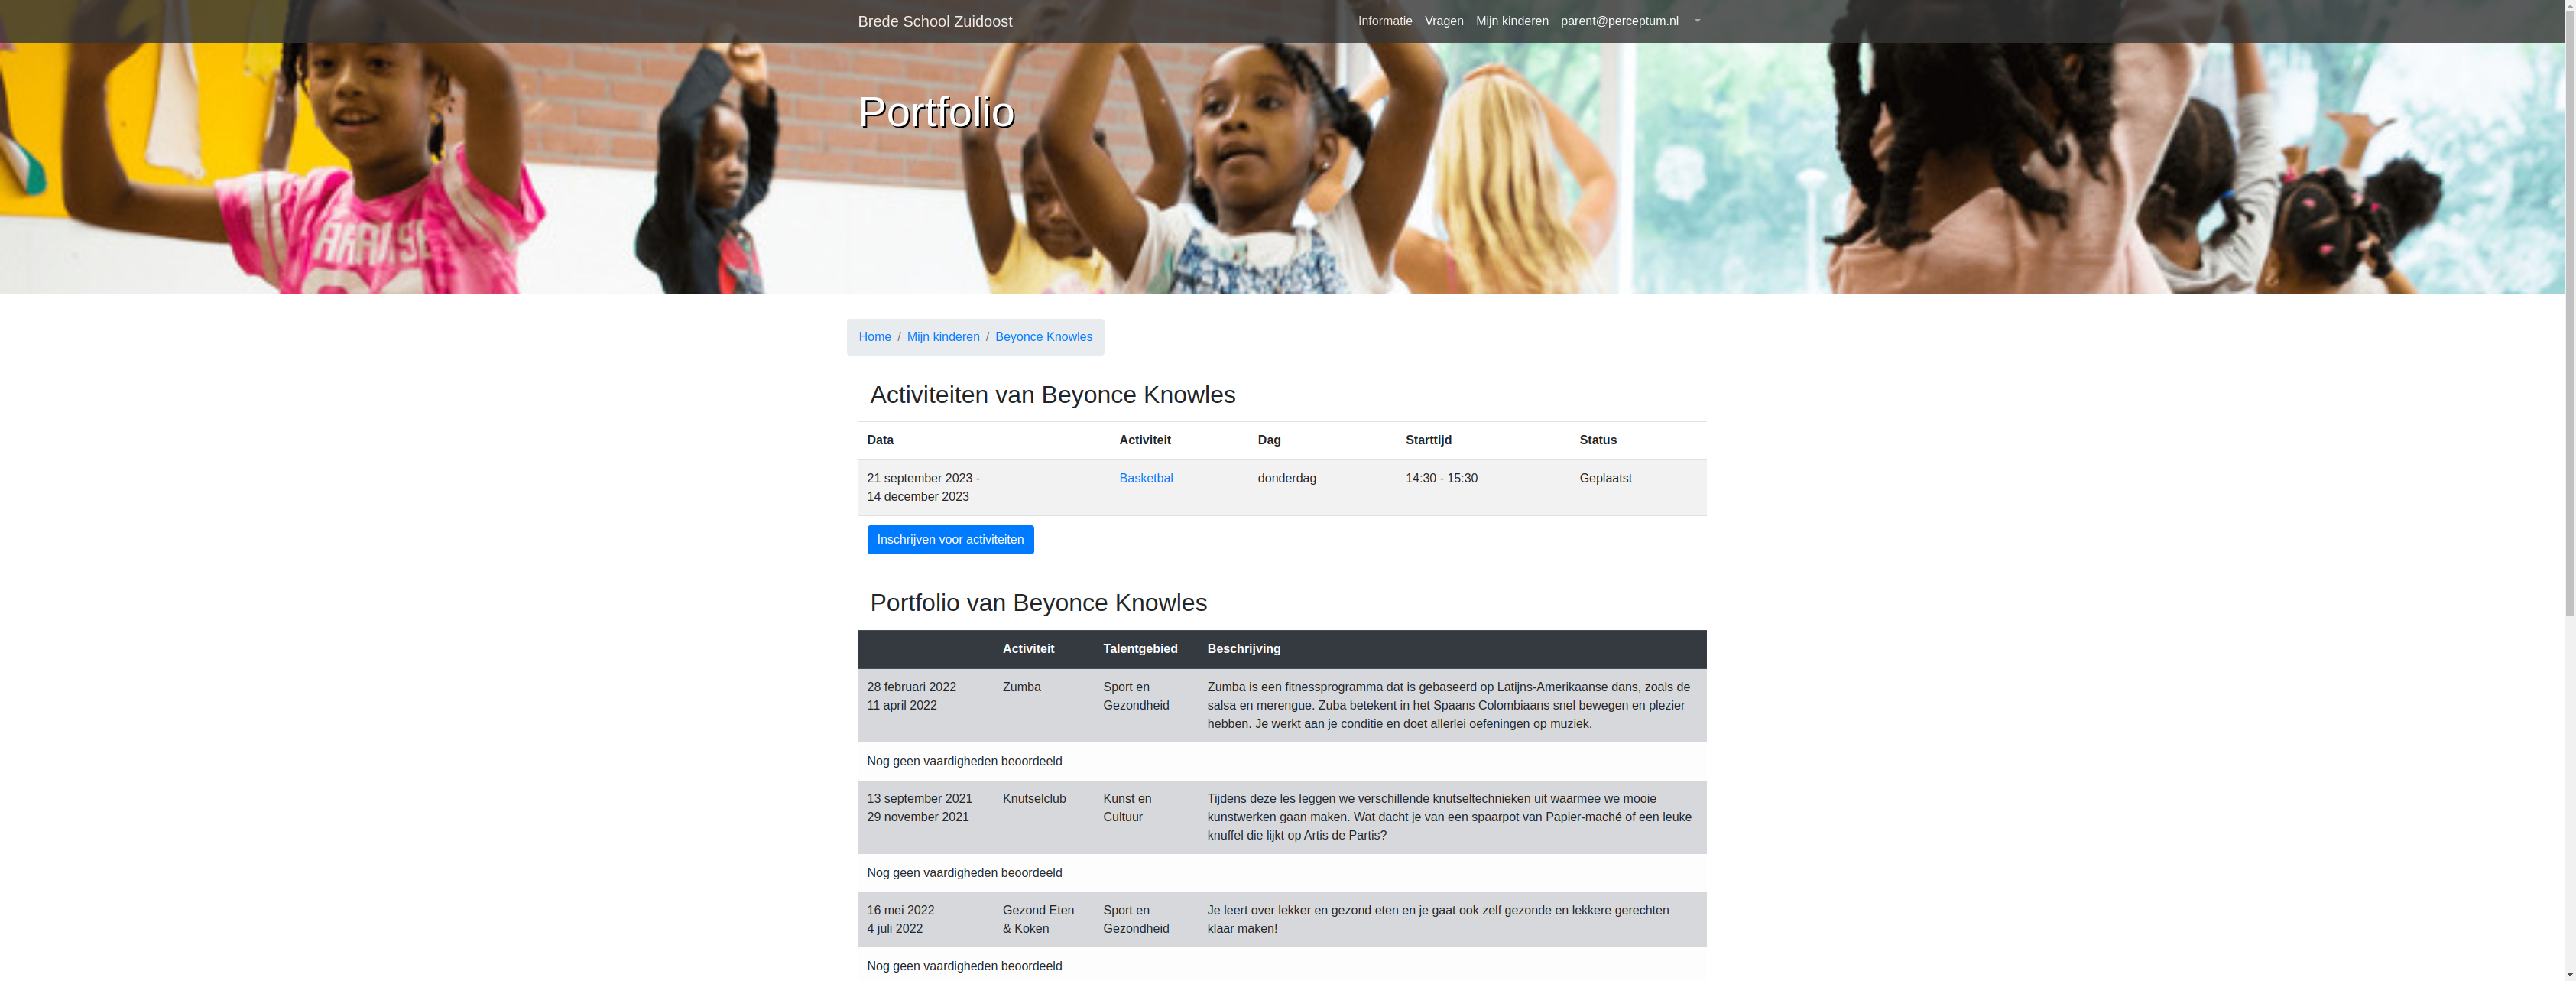 Brede School Zuidoost
Informatie Vragen Mijn kinderen parent@perceptum.nl
Portfolio
Home / Mijn kinderen / Beyonce Knowles
Activiteiten van Beyonce Knowles
Data Activiteit Dag Starttijd Status
21 september 2023 - Basketbal donderdag 14:30 - 15:30 Geplaatst
14 december 2023
Inschrijven voor activiteiten
Portfolio van Beyonce Knowles
Activiteit Talentgebied Beschrijving
28 februari 2022 Zumba Sport en Zumba is een fitnessprogramma dat is gebaseerd op Latijns-Amerikaanse dans, zoals de
11 april 2022 Gezondheid salsa en merengue. Zuba betekent in het Spaans Colombiaans snel bewegen en plezier
hebben. Je werkt aan je conditie en doet allerlei oefeningen op muziek.
Nog geen vaardigheden beoordeeld
13 september 2021 Knutselclub Kunst en Tijdens deze les leggen we verschillende knutseltechnieken uit waarmee we mooie
29 november 2021 Cultuur kunstwerken gaan maken. Wat dacht je van een spaarpot van Papier-maché of een leuke
knuffel die lijkt op Artis de Partis?
Nog geen vaardigheden beoordeeld
16 mei 2022 Gezond Eten Sport en Je leert over lekker en gezond eten en je gaat ook zelf gezonde en lekkere gerechten
4 juli 2022 & Koken Gezondheid klaar maken!
Nog geen vaardigheden beoordeeld